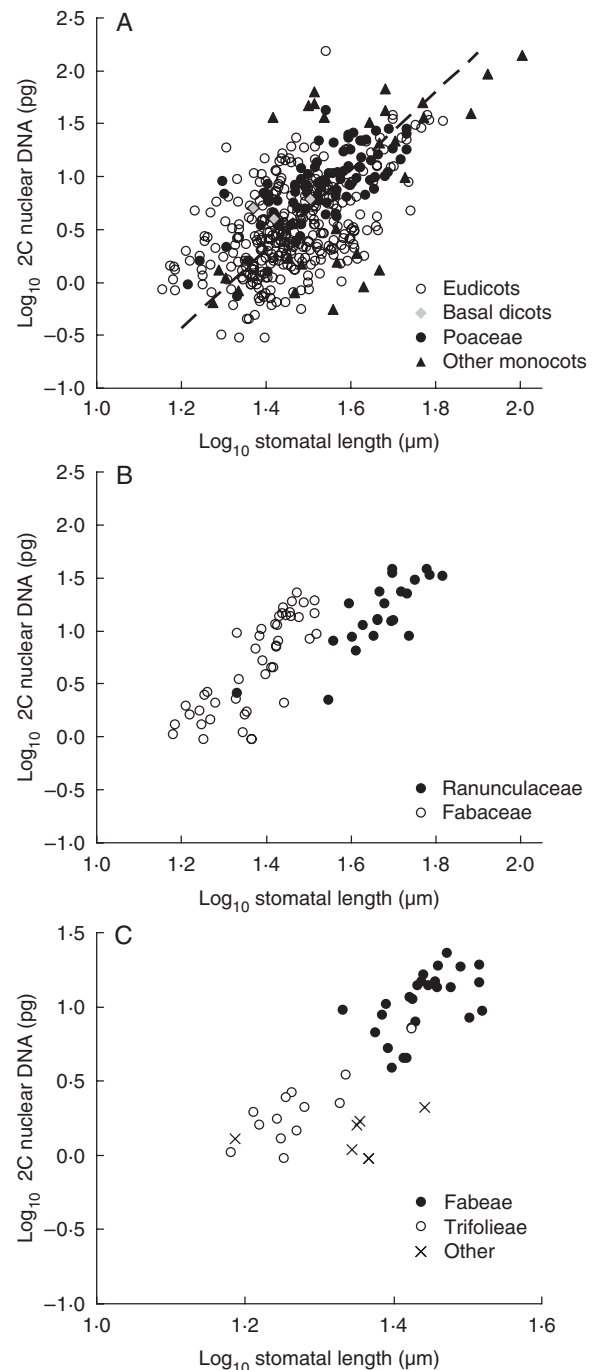 A
Log10 2C nuclear DNA (pg)
2·5
2·0
1·5
1·0
0·5
0·0
−0·5
−1·0
Eudicots
Basal dicots
Poaceae
Other monocots
1·0 1·2 1·4 1·6 1·8 2·0
Log10 stomatal length (µm)
B
Log10 2C nuclear DNA (pg)
2·5
2·0
1·5
1·0
0·5
0·0
−0·5
−1·0
Ranunculaceae
Fabaceae
1·0 1·2 1·4 1·6 1·8 2·0
Log10 stomatal length (µm)
C
Log10 2C nuclear DNA (pg)
1·5
1·0
0·5
0·0
−0·5
−1·0
Fabeae
Trifolieae
Other
1·0 1·2 1·4 1·6
Log10 stomatal length (µm)